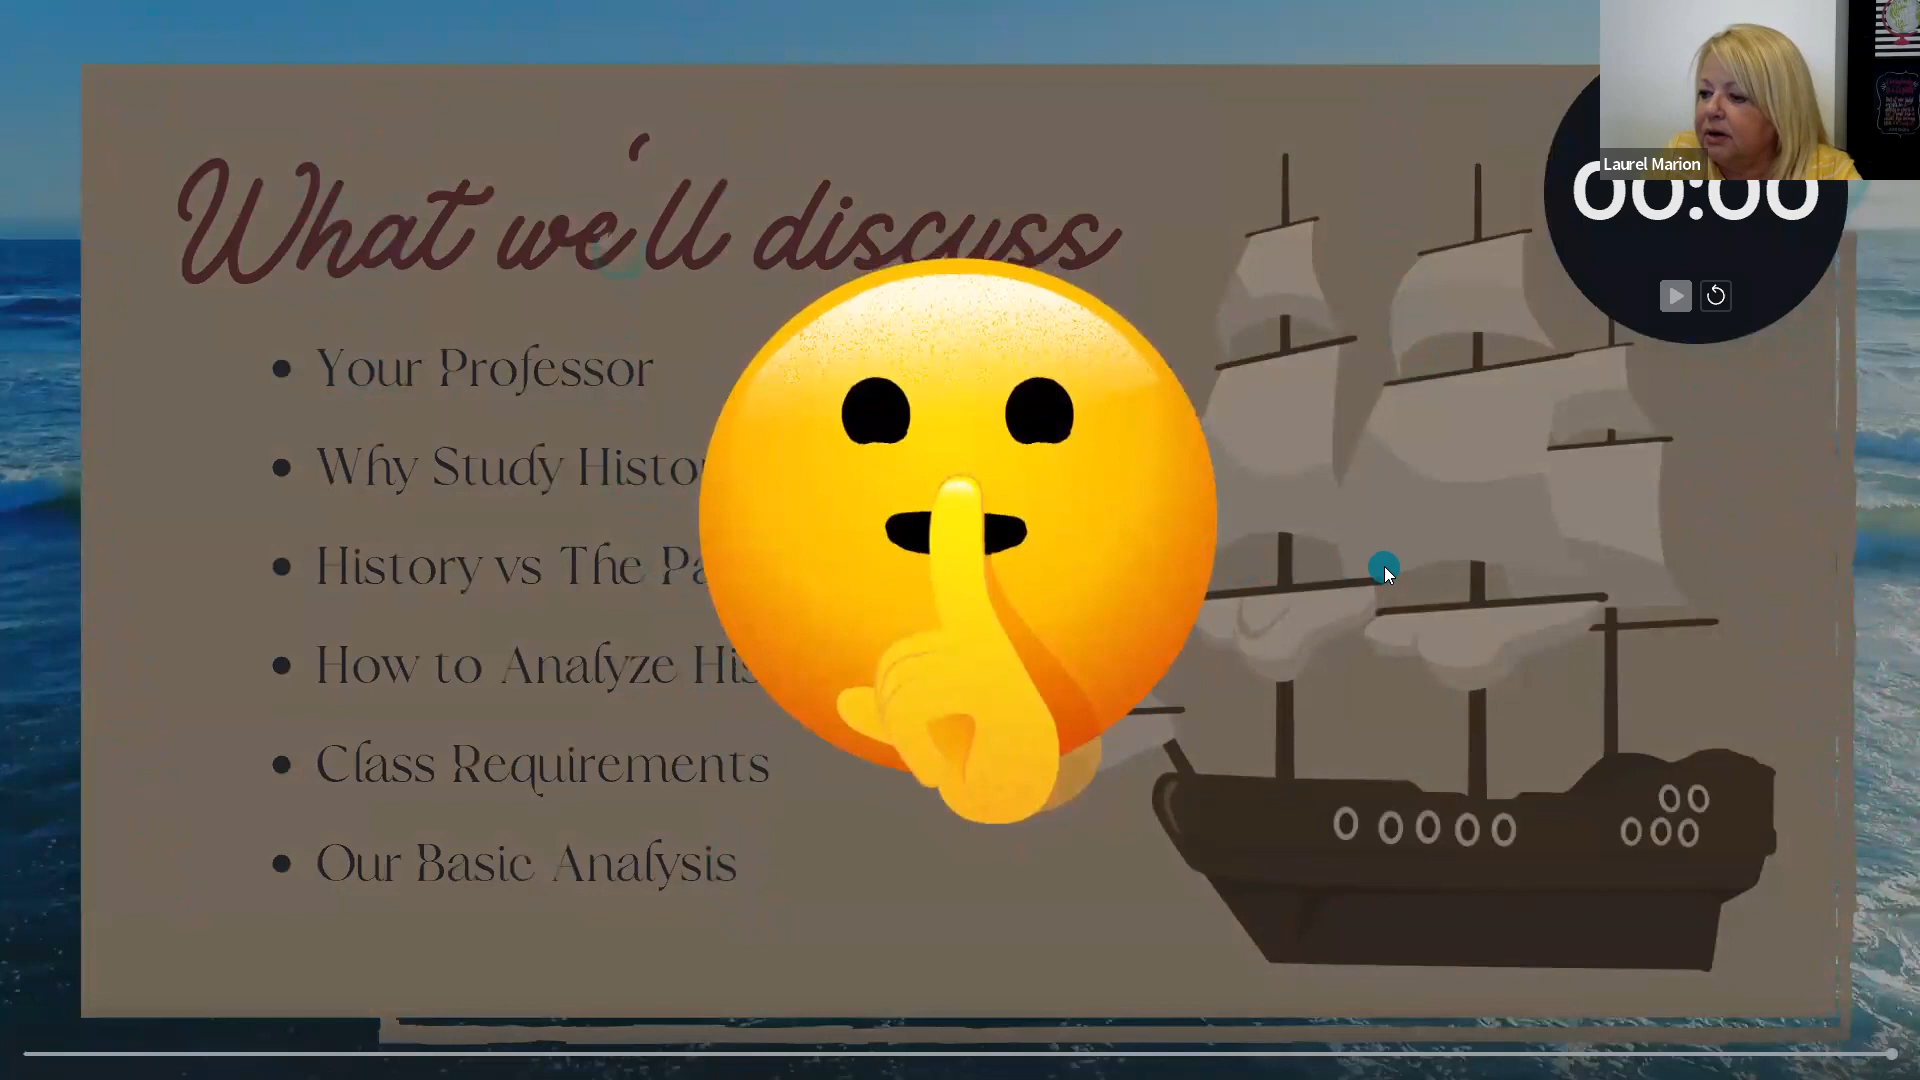 What we'll discuss
Laurel Marion
00:00
• Your Professor
• Why Study Histo
• History vs The Pa
• How to Analyze His
• Class Requirements
• Our Basic Analysis